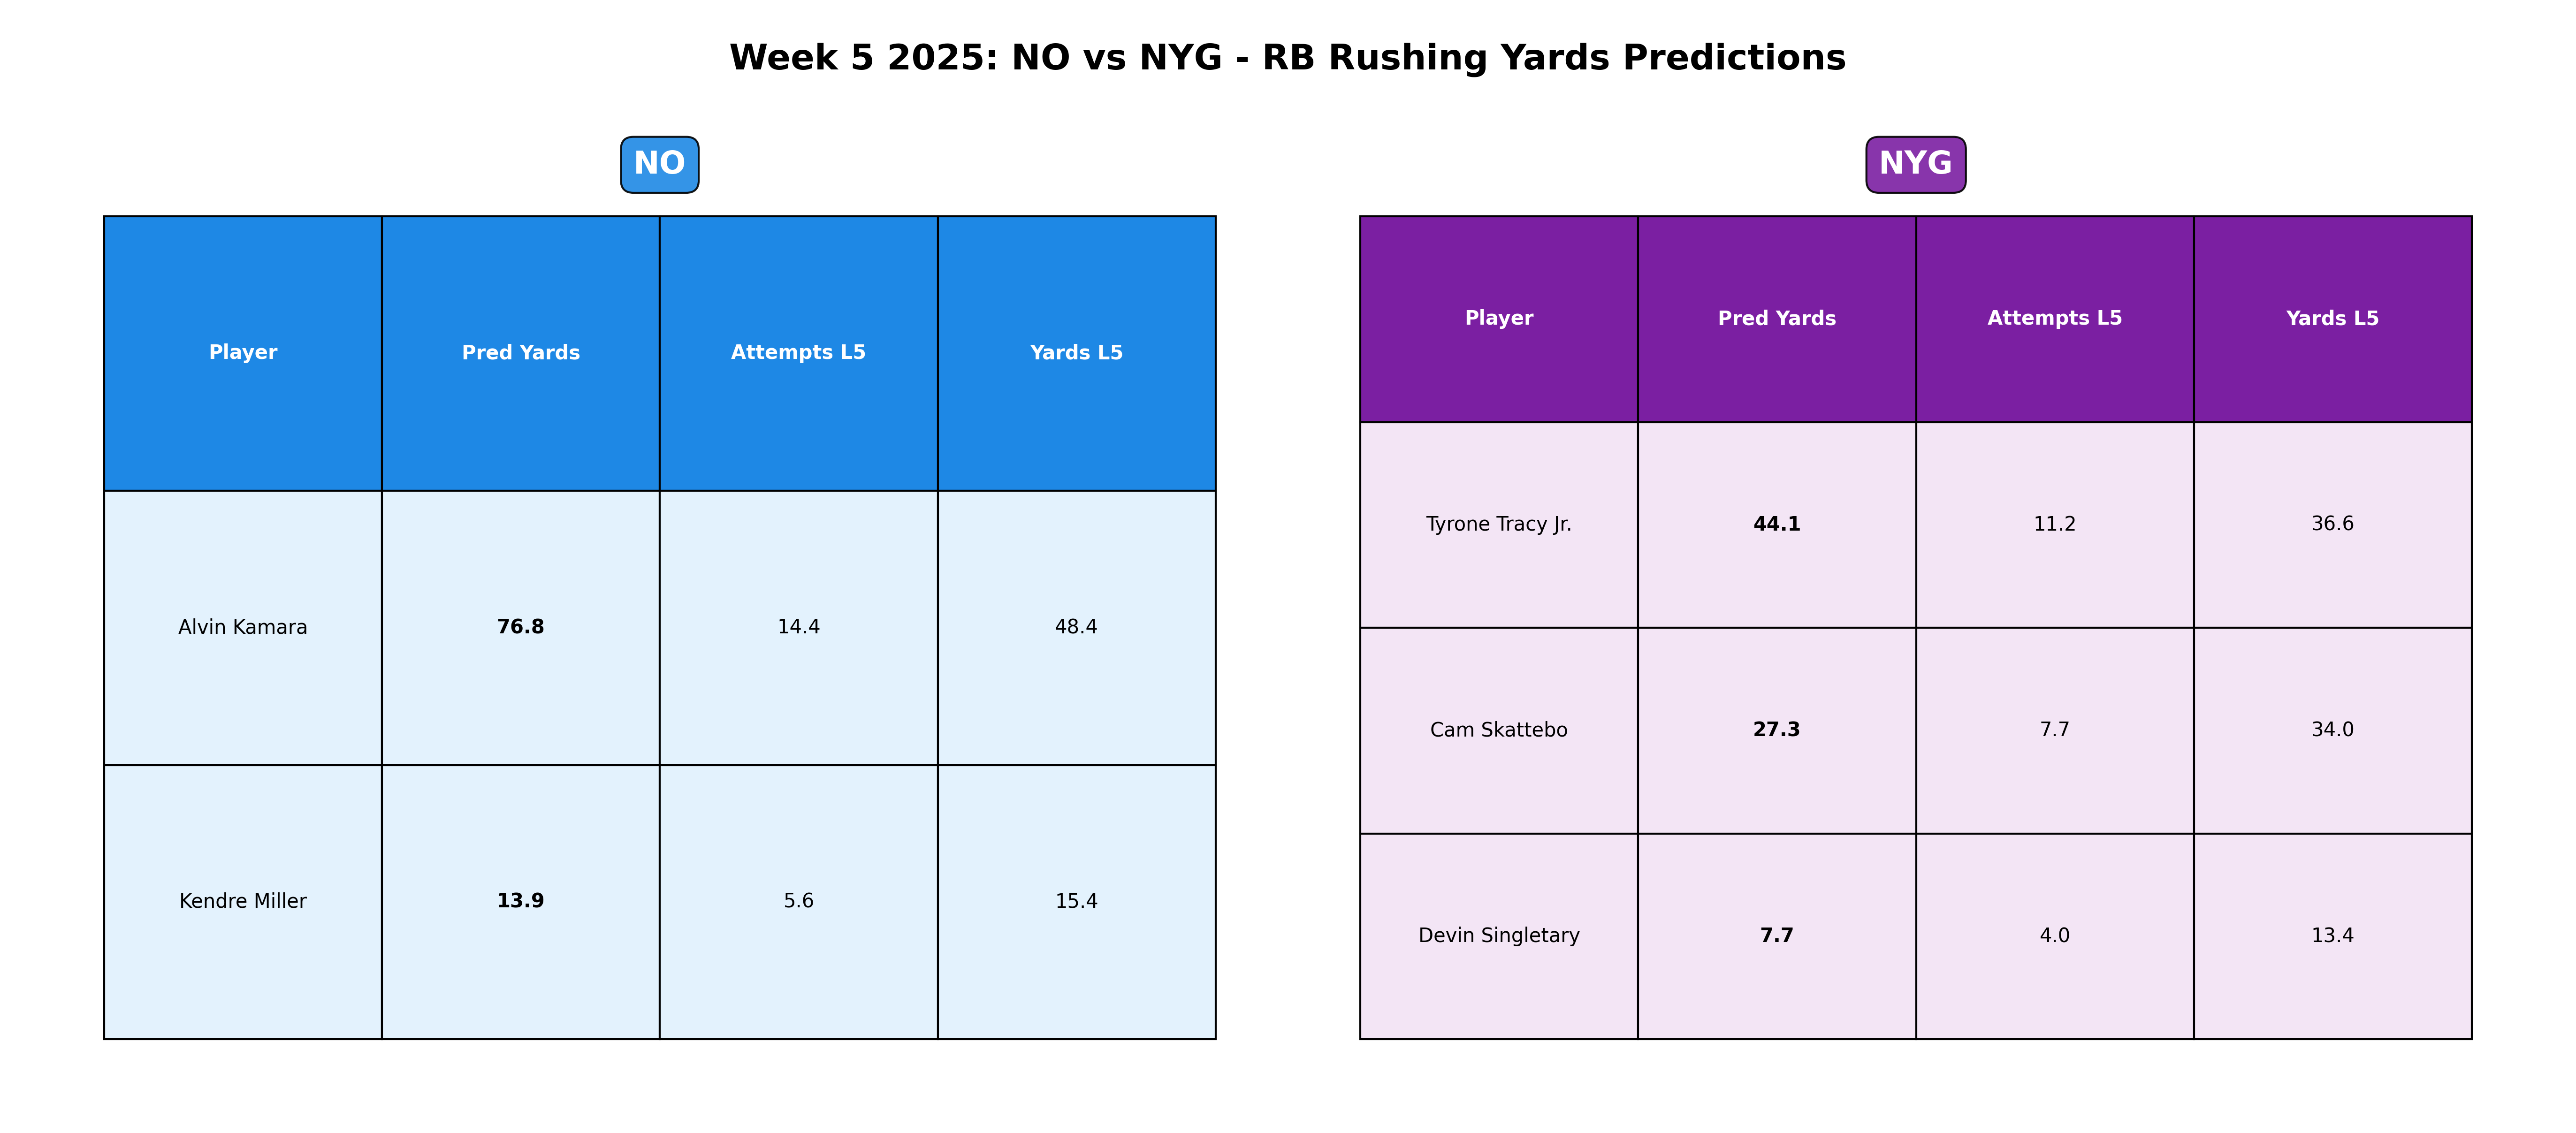 Week 5 2025: NO vs NYG - RB Rushing Yards Predictions
NO
Player Pred Yards Attempts L5 Yards L5
Alvin Kamara 76.8 14.4 48.4
Kendre Miller 13.9 5.6 15.4
NYG
Player Pred Yards Attempts L5 Yards L5
Tyrone Tracy Jr. 44.1 11.2 36.6
Cam Skattebo 27.3 7.7 34.0
Devin Singletary 7.7 4.0 13.4